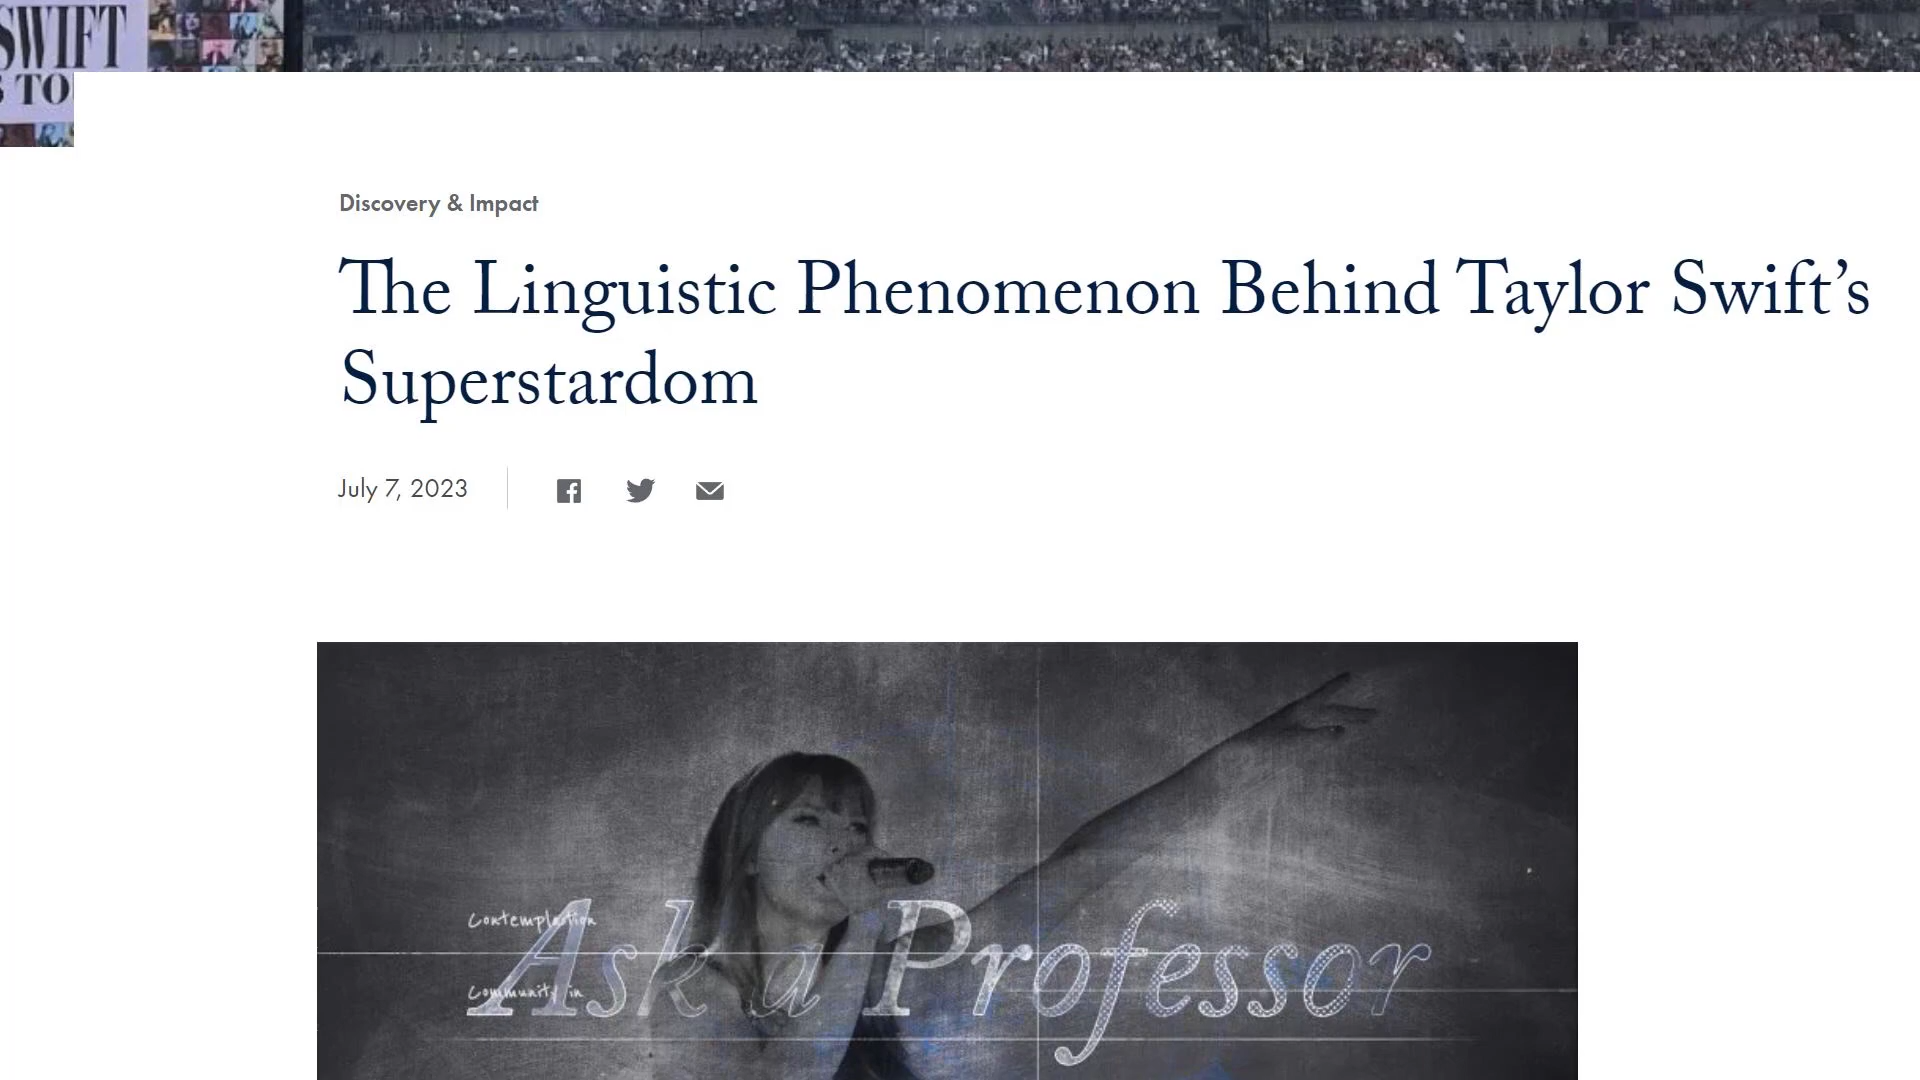 SWIFT
TO
Discovery & Impact
The Linguistic Phenomenon Behind Taylor Swift’s
Superstardom
July 7, 2023
Contemplation
Ask a Professor
Community in